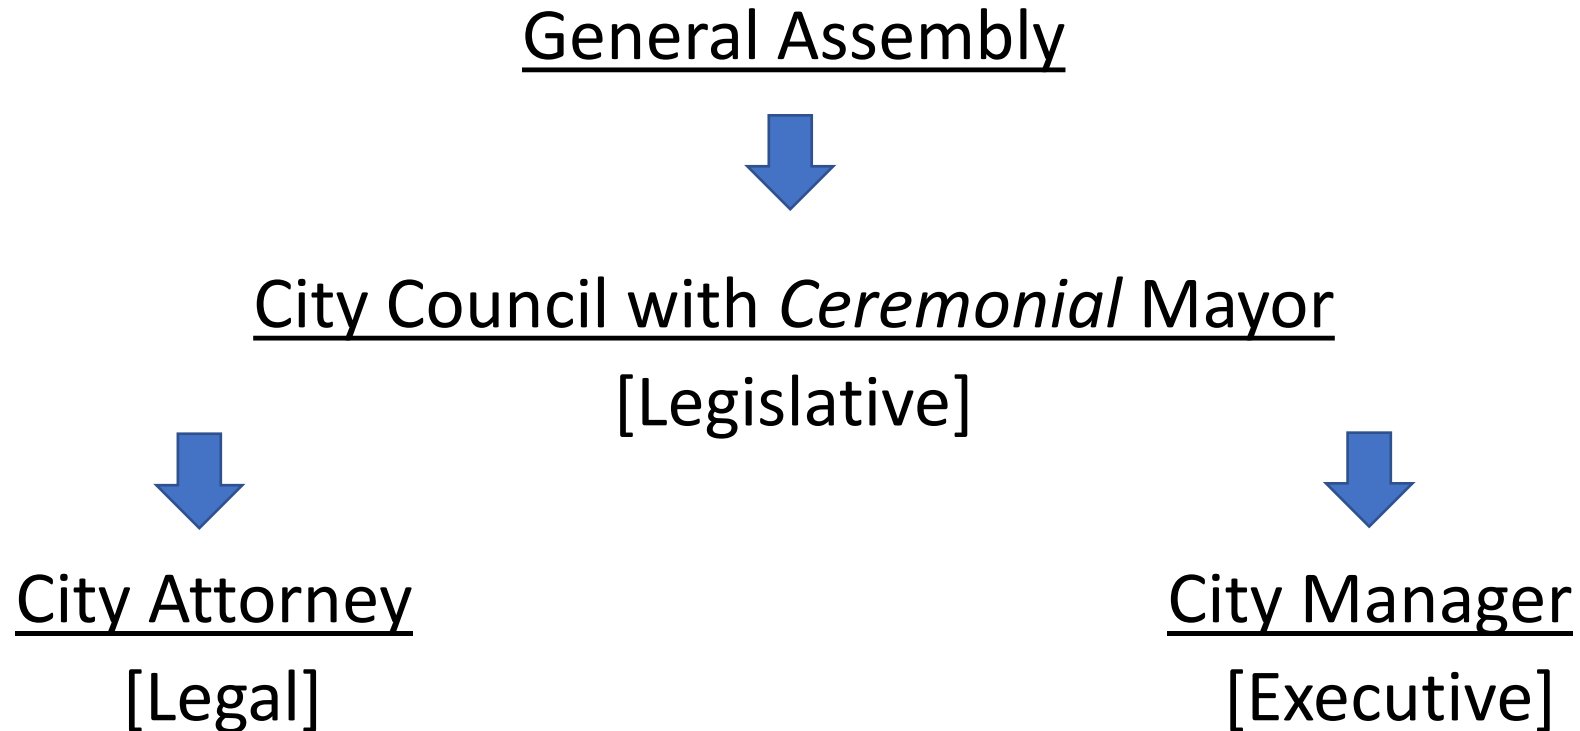 General Assembly
City Council with Ceremonial Mayor
[Legislative]
City Attorney
City Manager
[Legal]
[Executive]